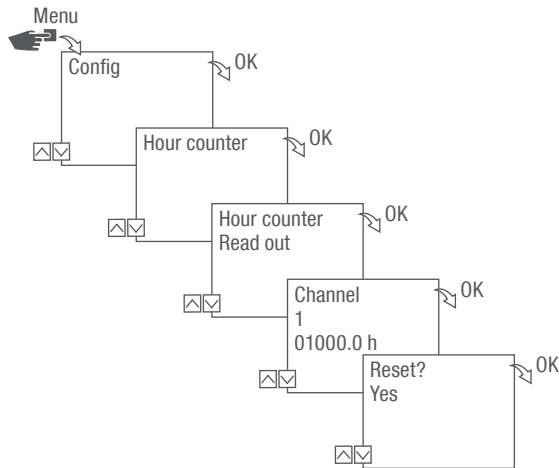 Menu
Config
OK
Hour counter
OK
Hour counter
Read out
OK
Channel
1
01000.0 h
OK
Reset?
Yes
OK